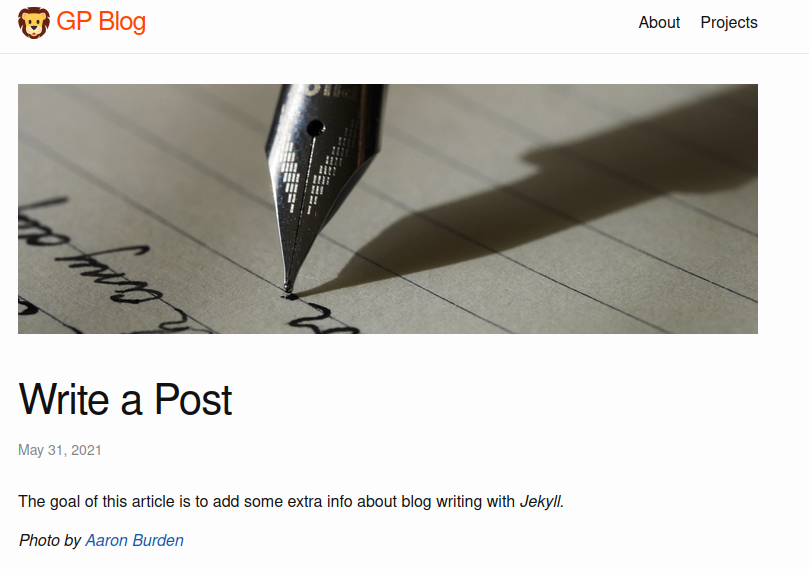 GP Blog
About Projects
Write a Post
May 31, 2021
The goal of this article is to add some extra info about blog writing with Jekyll.
Photo by Aaron Burden